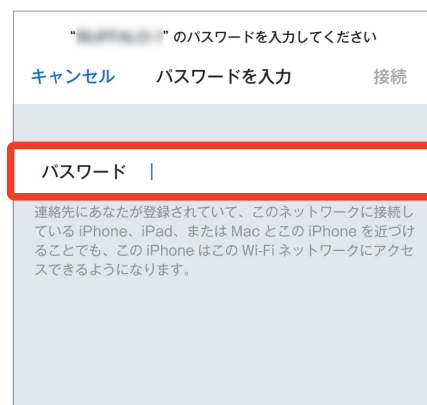 “ ” のパスワードを入力してください
キャンセル パスワードを入力 接続
パスワード
連絡先にあなたが登録されていて、このネットワークに接続し
ている iPhone、iPad、または Mac とこの iPhone を近づけ
ることでも、この iPhone はこの Wi-Fi ネットワークにアクセ
スできるようになります。